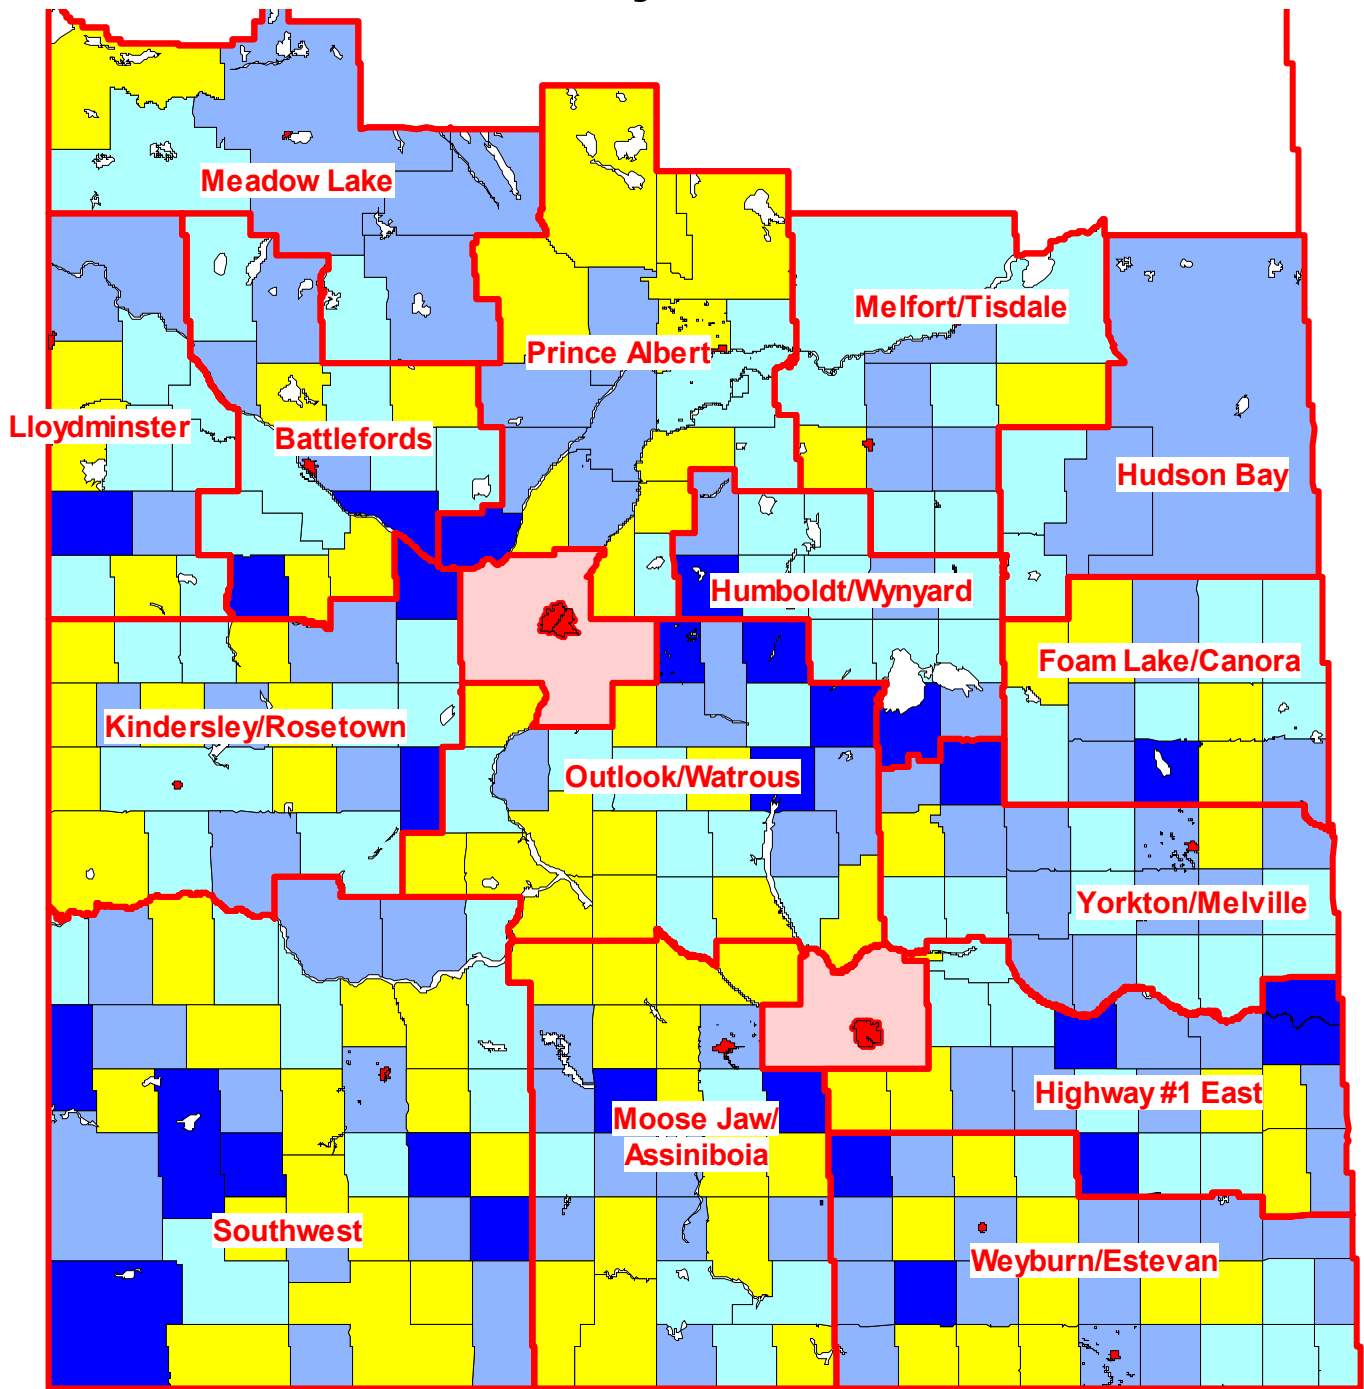 Meadow Lake
Melfort/Tisdale
Prince Albert
Lloydminster
Battlefords
Hudson Bay
Humboldt/Wynyard
Foam Lake/Canora
Kindersley/Rosetown
Outlook/Watrous
Yorkton/Melville
Highway #1 East
Moose Jaw/
Assiniboia
Southwest
Weyburn/Estevan